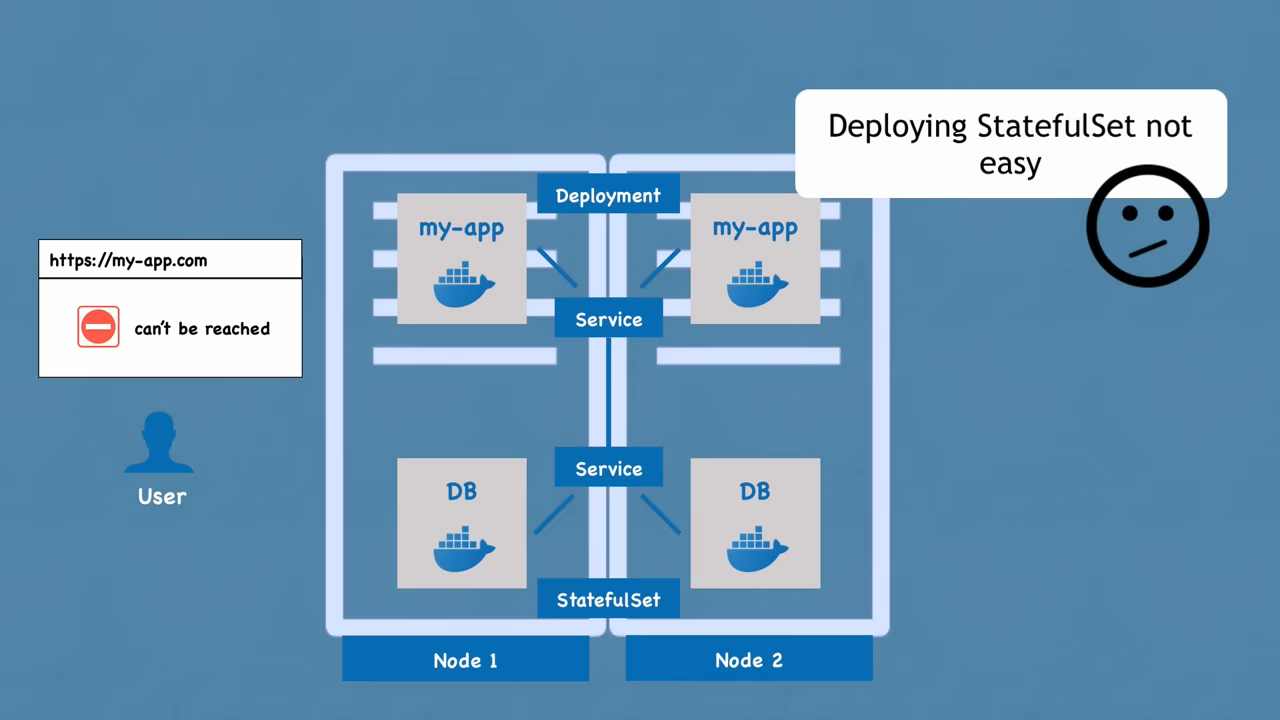 Deploying StatefulSet not
easy
Deployment
my-app
my-app
https://my-app.com
can't be reached
Service
User
Service
DB
DB
StatefulSet
Node 1
Node 2